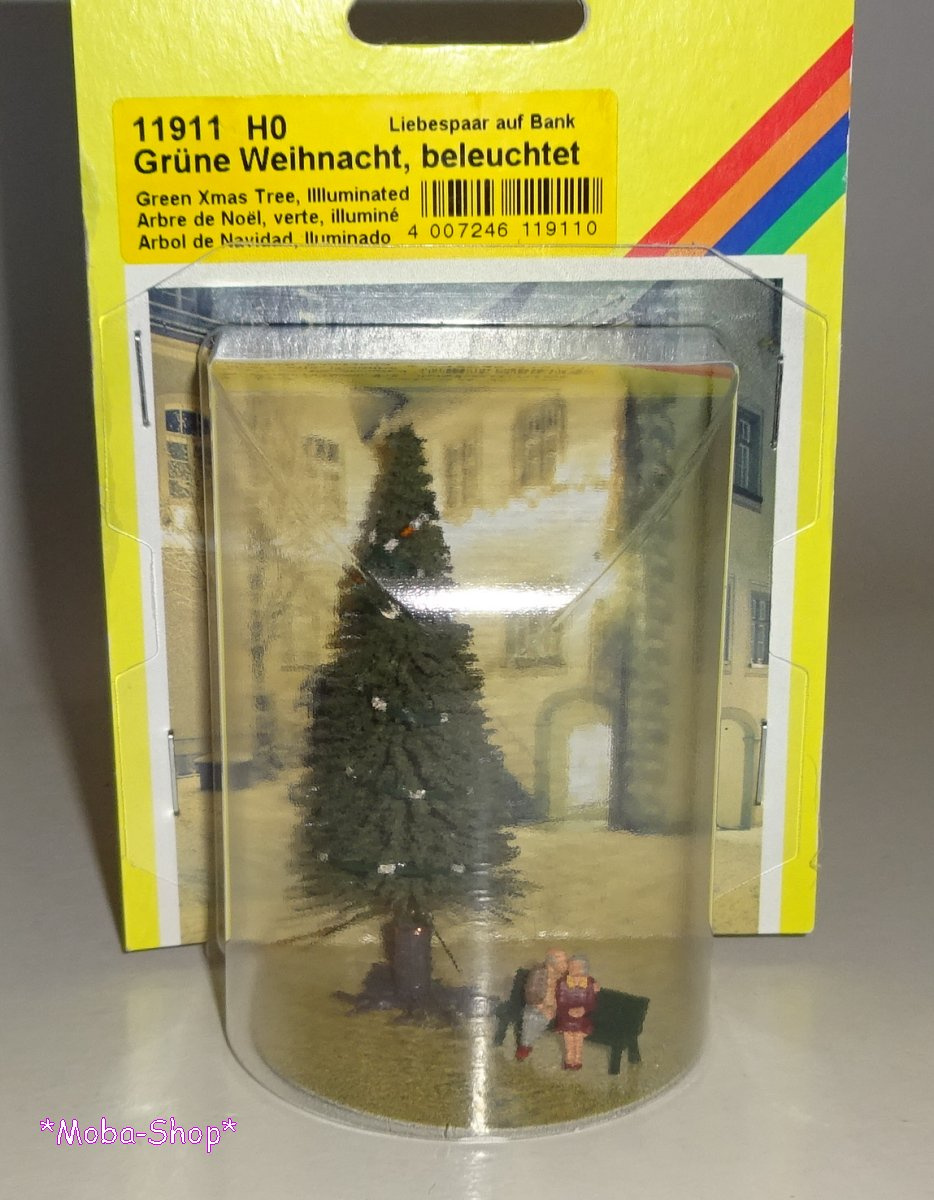 11911 H0
Liebespaar auf Bank
Grüne Weihnacht, beleuchtet
Green Xmas Tree, Illluminated
Arbre de Noël, verte, illuminé
Arbol de Navidad, Iluminado
4 007246 119110
*Moba-Shop*